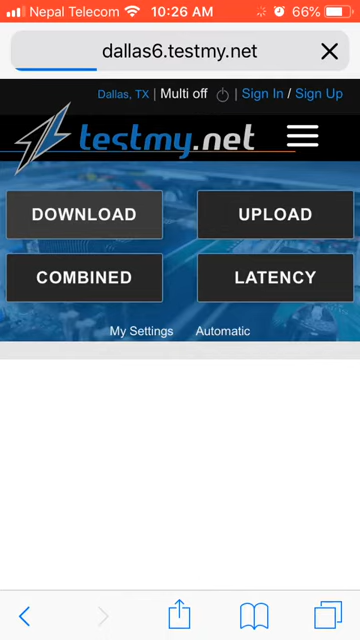 Nepal Telecom 10:26 AM 66%
dallas6.testmy.net
Dallas, TX | Multi off | Sign In / Sign Up
testmy.net
DOWNLOAD UPLOAD
COMBINED LATENCY
My Settings Automatic